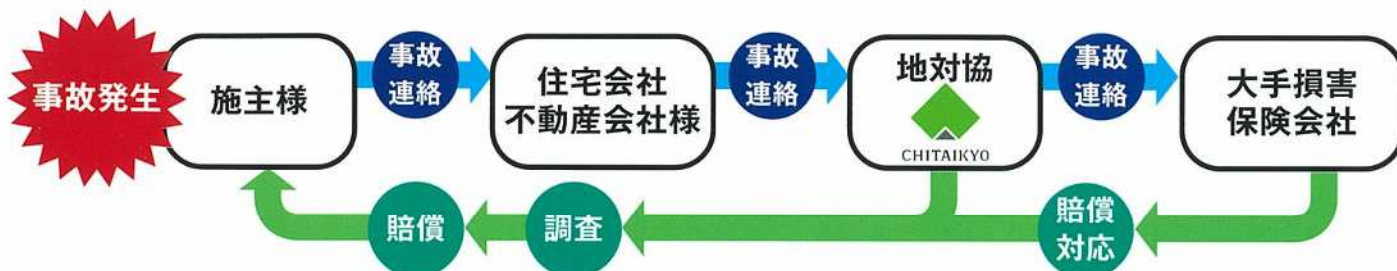 事故発生
施主様
事故
連絡
住宅会社
不動産会社様
事故
連絡
地対協
CHITAIKYO
事故
連絡
大手損害
保険会社
賠償
調査
賠償
対応